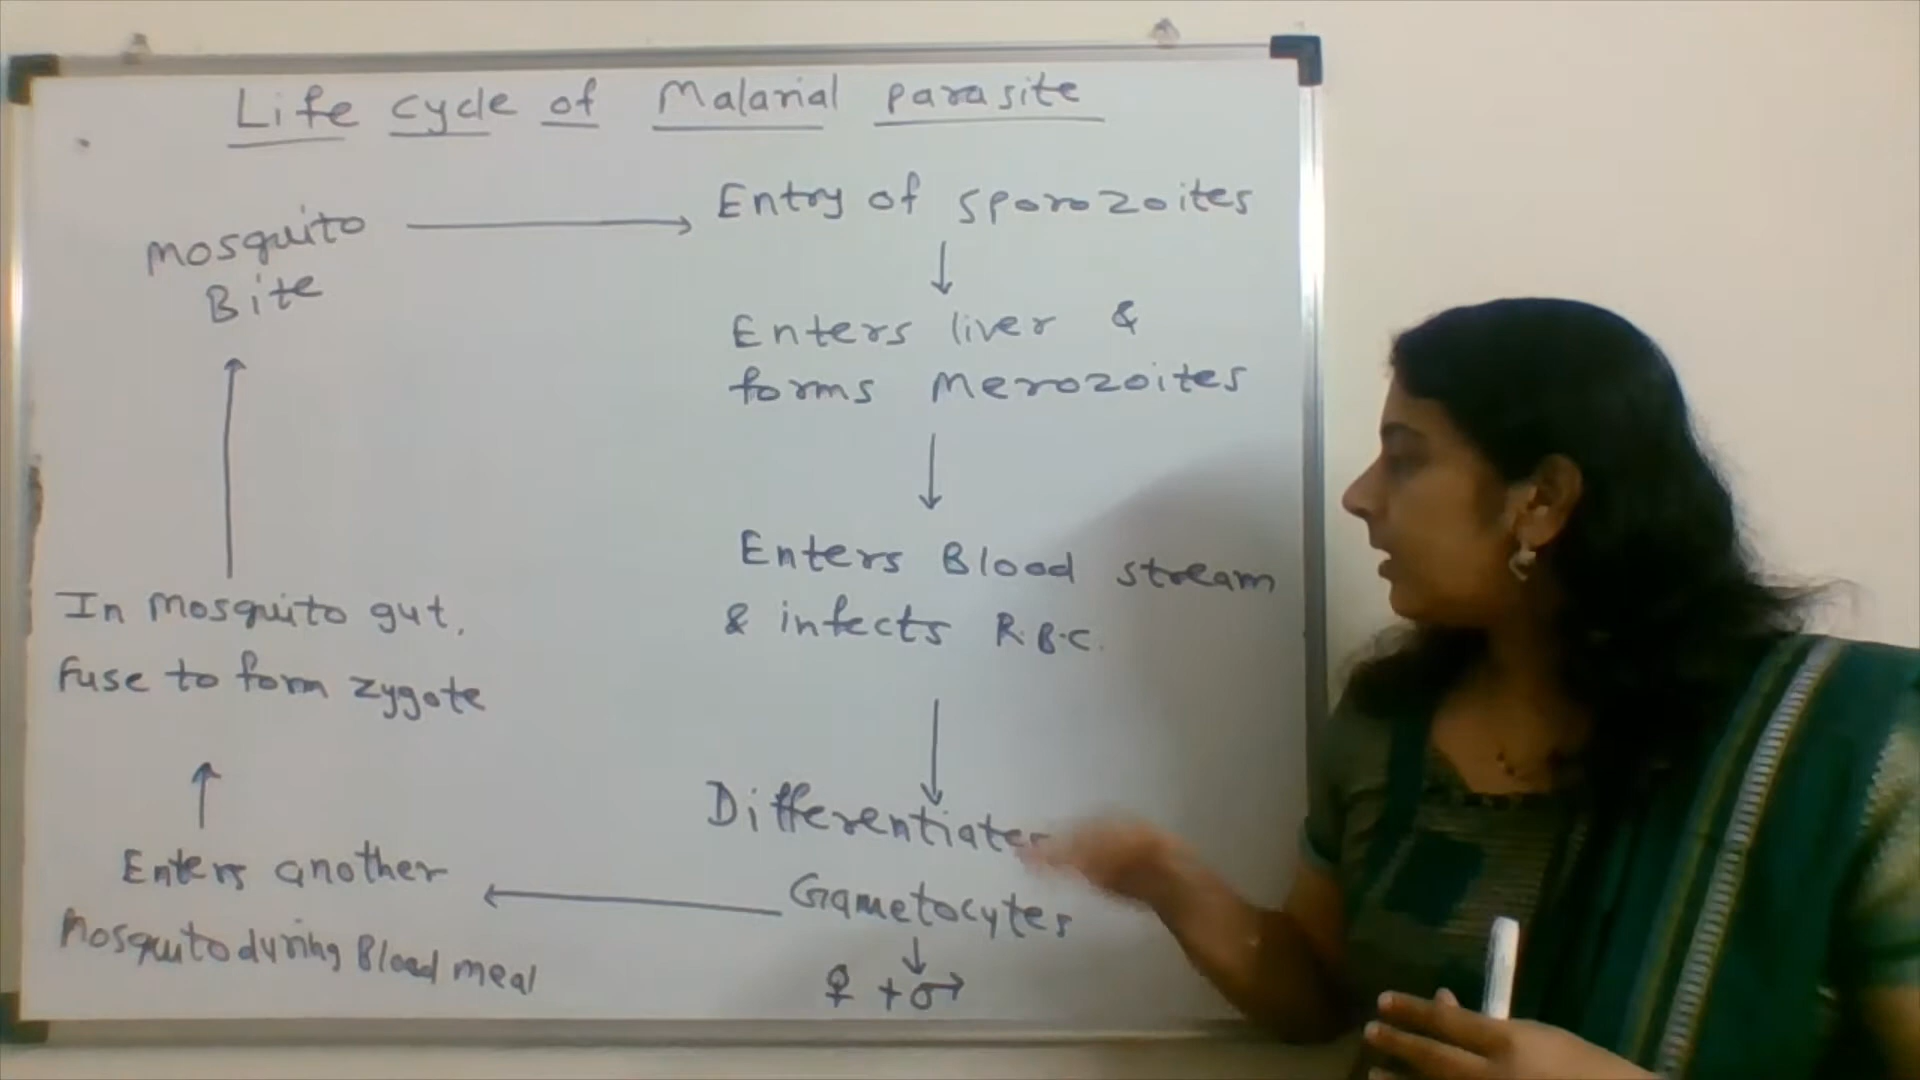 Life cycle of Malarial parasite
Mosquito
Bite
Entry of sporozoites
Enters liver &
forms Merozoites
Enters Blood stream
& infects R.B.C.
Differentiates
Gametocytes
♀ + ♂
Enters another
Mosquito during Blood meal
In Mosquito gut,
Fuse to form zygote